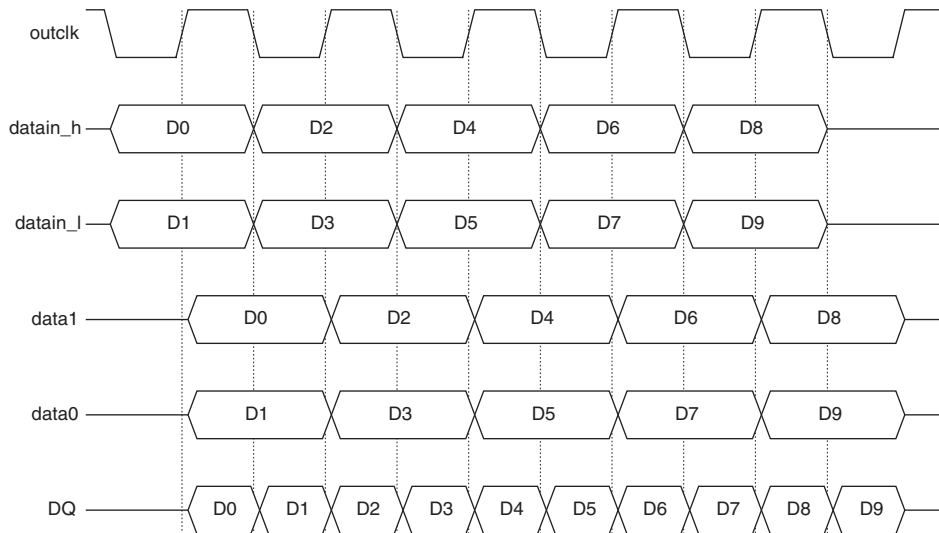 outclk
datain_h D0 D2 D4 D6 D8
datain_l D1 D3 D5 D7 D9
data1 D0 D2 D4 D6 D8
data0 D1 D3 D5 D7 D9
DQ D0 D1 D2 D3 D4 D5 D6 D7 D8 D9